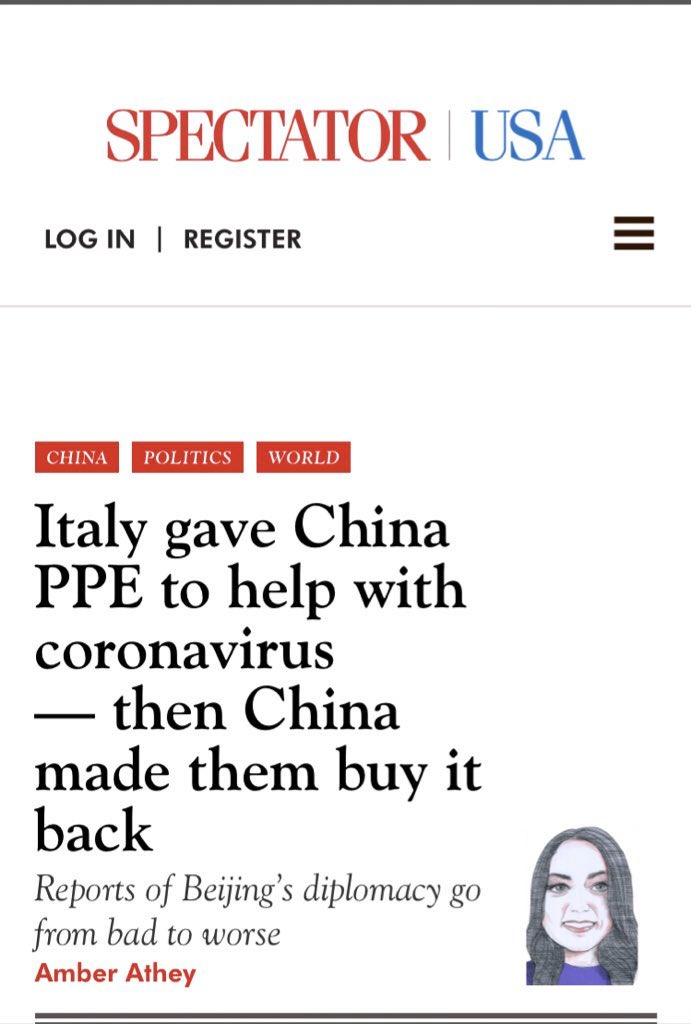 SPECTATOR | USA
LOG IN | REGISTER
CHINA POLITICS WORLD
Italy gave China
PPE to help with
coronavirus
— then China
made them buy it
back
Reports of Beijing's diplomacy go
from bad to worse
Amber Athey